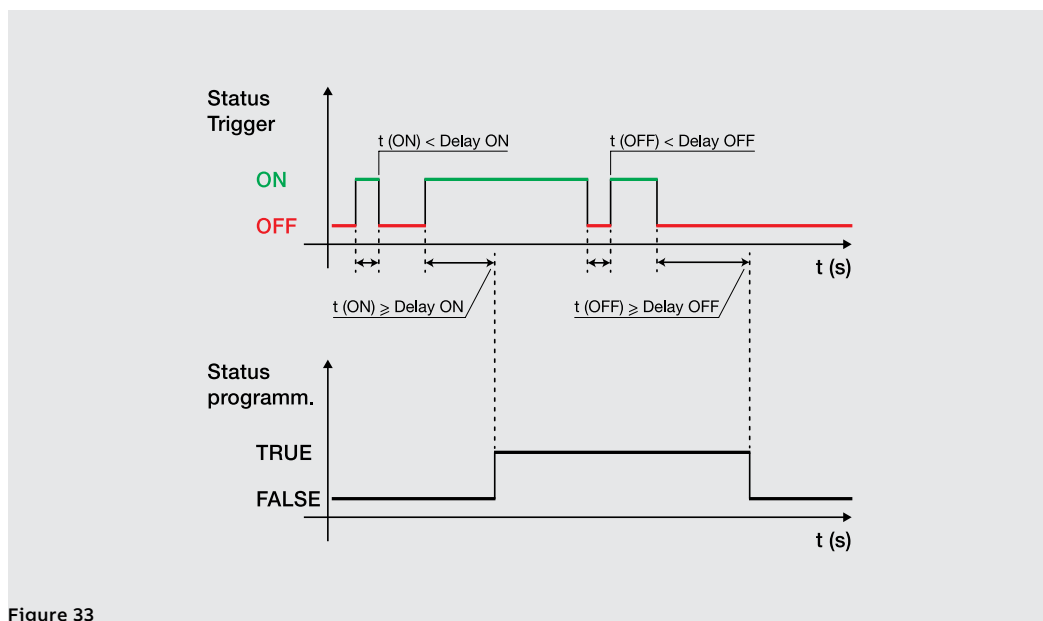 Status
Trigger
t (ON) < Delay ON
t (OFF) < Delay OFF
ON
OFF
t (s)
t (ON) ⩾ Delay ON
t (OFF) ⩾ Delay OFF
Status
programm.
TRUE
FALSE
t (s)
Figure 33